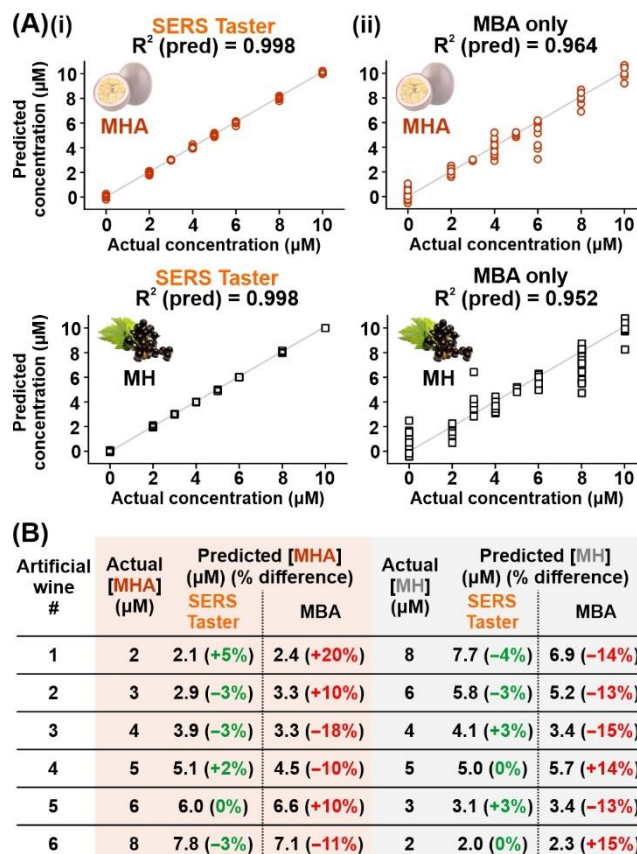 (A)(i) SERS Taster
R² (pred) = 0.998
MHA
Predicted
concentration (μM)
10
8
6
4
2
0
0 2 4 6 8 10
Actual concentration (μM)
(ii) MBA only
R² (pred) = 0.964
MHA
10
8
6
4
2
0
0 2 4 6 8 10
Actual concentration (μM)
SERS Taster
R² (pred) = 0.998
MH
Predicted
concentration (μM)
10
8
6
4
2
0
0 2 4 6 8 10
Actual concentration (μM)
MBA only
R² (pred) = 0.952
MH
10
8
6
4
2
0
0 2 4 6 8 10
Actual concentration (μM)
(B)
Artificial wine # Actual [MHA] (μM) Predicted [MHA] (μM) (% difference) Actual [MH] (μM) Predicted [MH] (μM) (% difference)
SERS Taster MBA SERS Taster MBA
1 2 2.1 (+5%) 2.4 (+20%) 8 7.7 (−4%) 6.9 (−14%)
2 3 2.9 (−3%) 3.3 (+10%) 6 5.8 (−3%) 5.2 (−13%)
3 4 3.9 (−3%) 3.3 (−18%) 4 4.1 (+3%) 3.4 (−15%)
4 5 5.1 (+2%) 4.5 (−10%) 5 5.0 (0%) 5.7 (+14%)
5 6 6.0 (0%) 6.6 (+10%) 3 3.1 (+3%) 3.4 (−13%)
6 8 7.8 (−3%) 7.1 (−11%) 2 2.0 (0%) 2.3 (+15%)